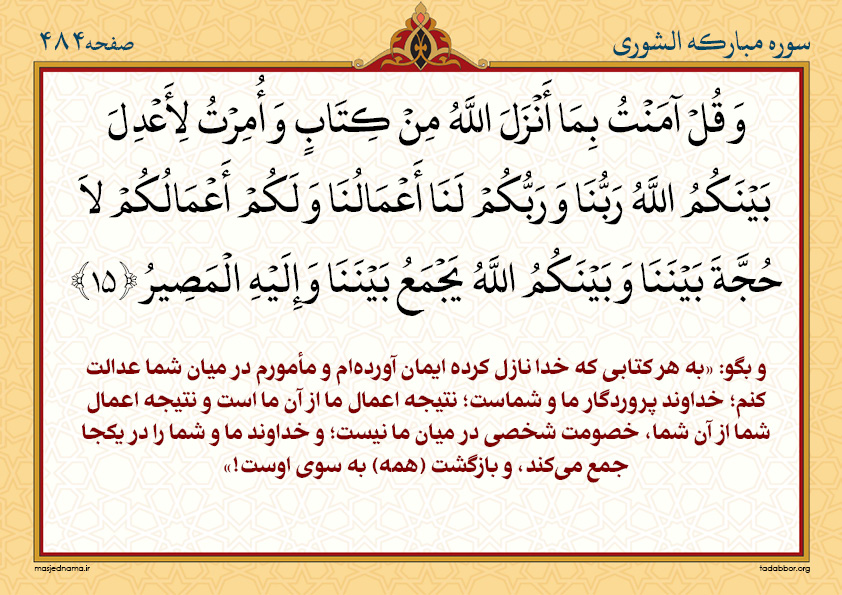 سوره مبارکه الشوری
صفحه۴۸۴
وَ قُلْ آمَنْتُ بِمَا أَنْزَلَ اللَّهُ مِنْ كِتَابٍ وَ أُمِرْتُ لِأَعْدِلَ
بَيْنَكُمُ اللَّهُ رَبُّنَا وَ رَبُّكُمْ لَنَا أَعْمَالُنَا وَ لَكُمْ أَعْمَالُكُمْ لاَ
حُجَّةَ بَيْنَنَا وَ بَيْنَكُمُ اللَّهُ يَجْمَعُ بَيْنَنَا وَ إِلَيْهِ الْمَصِيرُ ﴿۱۵﴾
و بگو: «به هر کتابی که خدا نازل کرده ایمان آورده‌ام و مأمورم در میان شما عدالت
کنم؛ خداوند پروردگار ما و شماست؛ نتیجه اعمال ما از آن ما است و نتیجه اعمال
شما از آن شما، خصومت شخصی در میان ما نیست؛ و خداوند ما و شما را در یکجا
جمع می‌کند، و بازگشت (همه) به سوی اوست!»
masjednama.ir
tadabbor.org